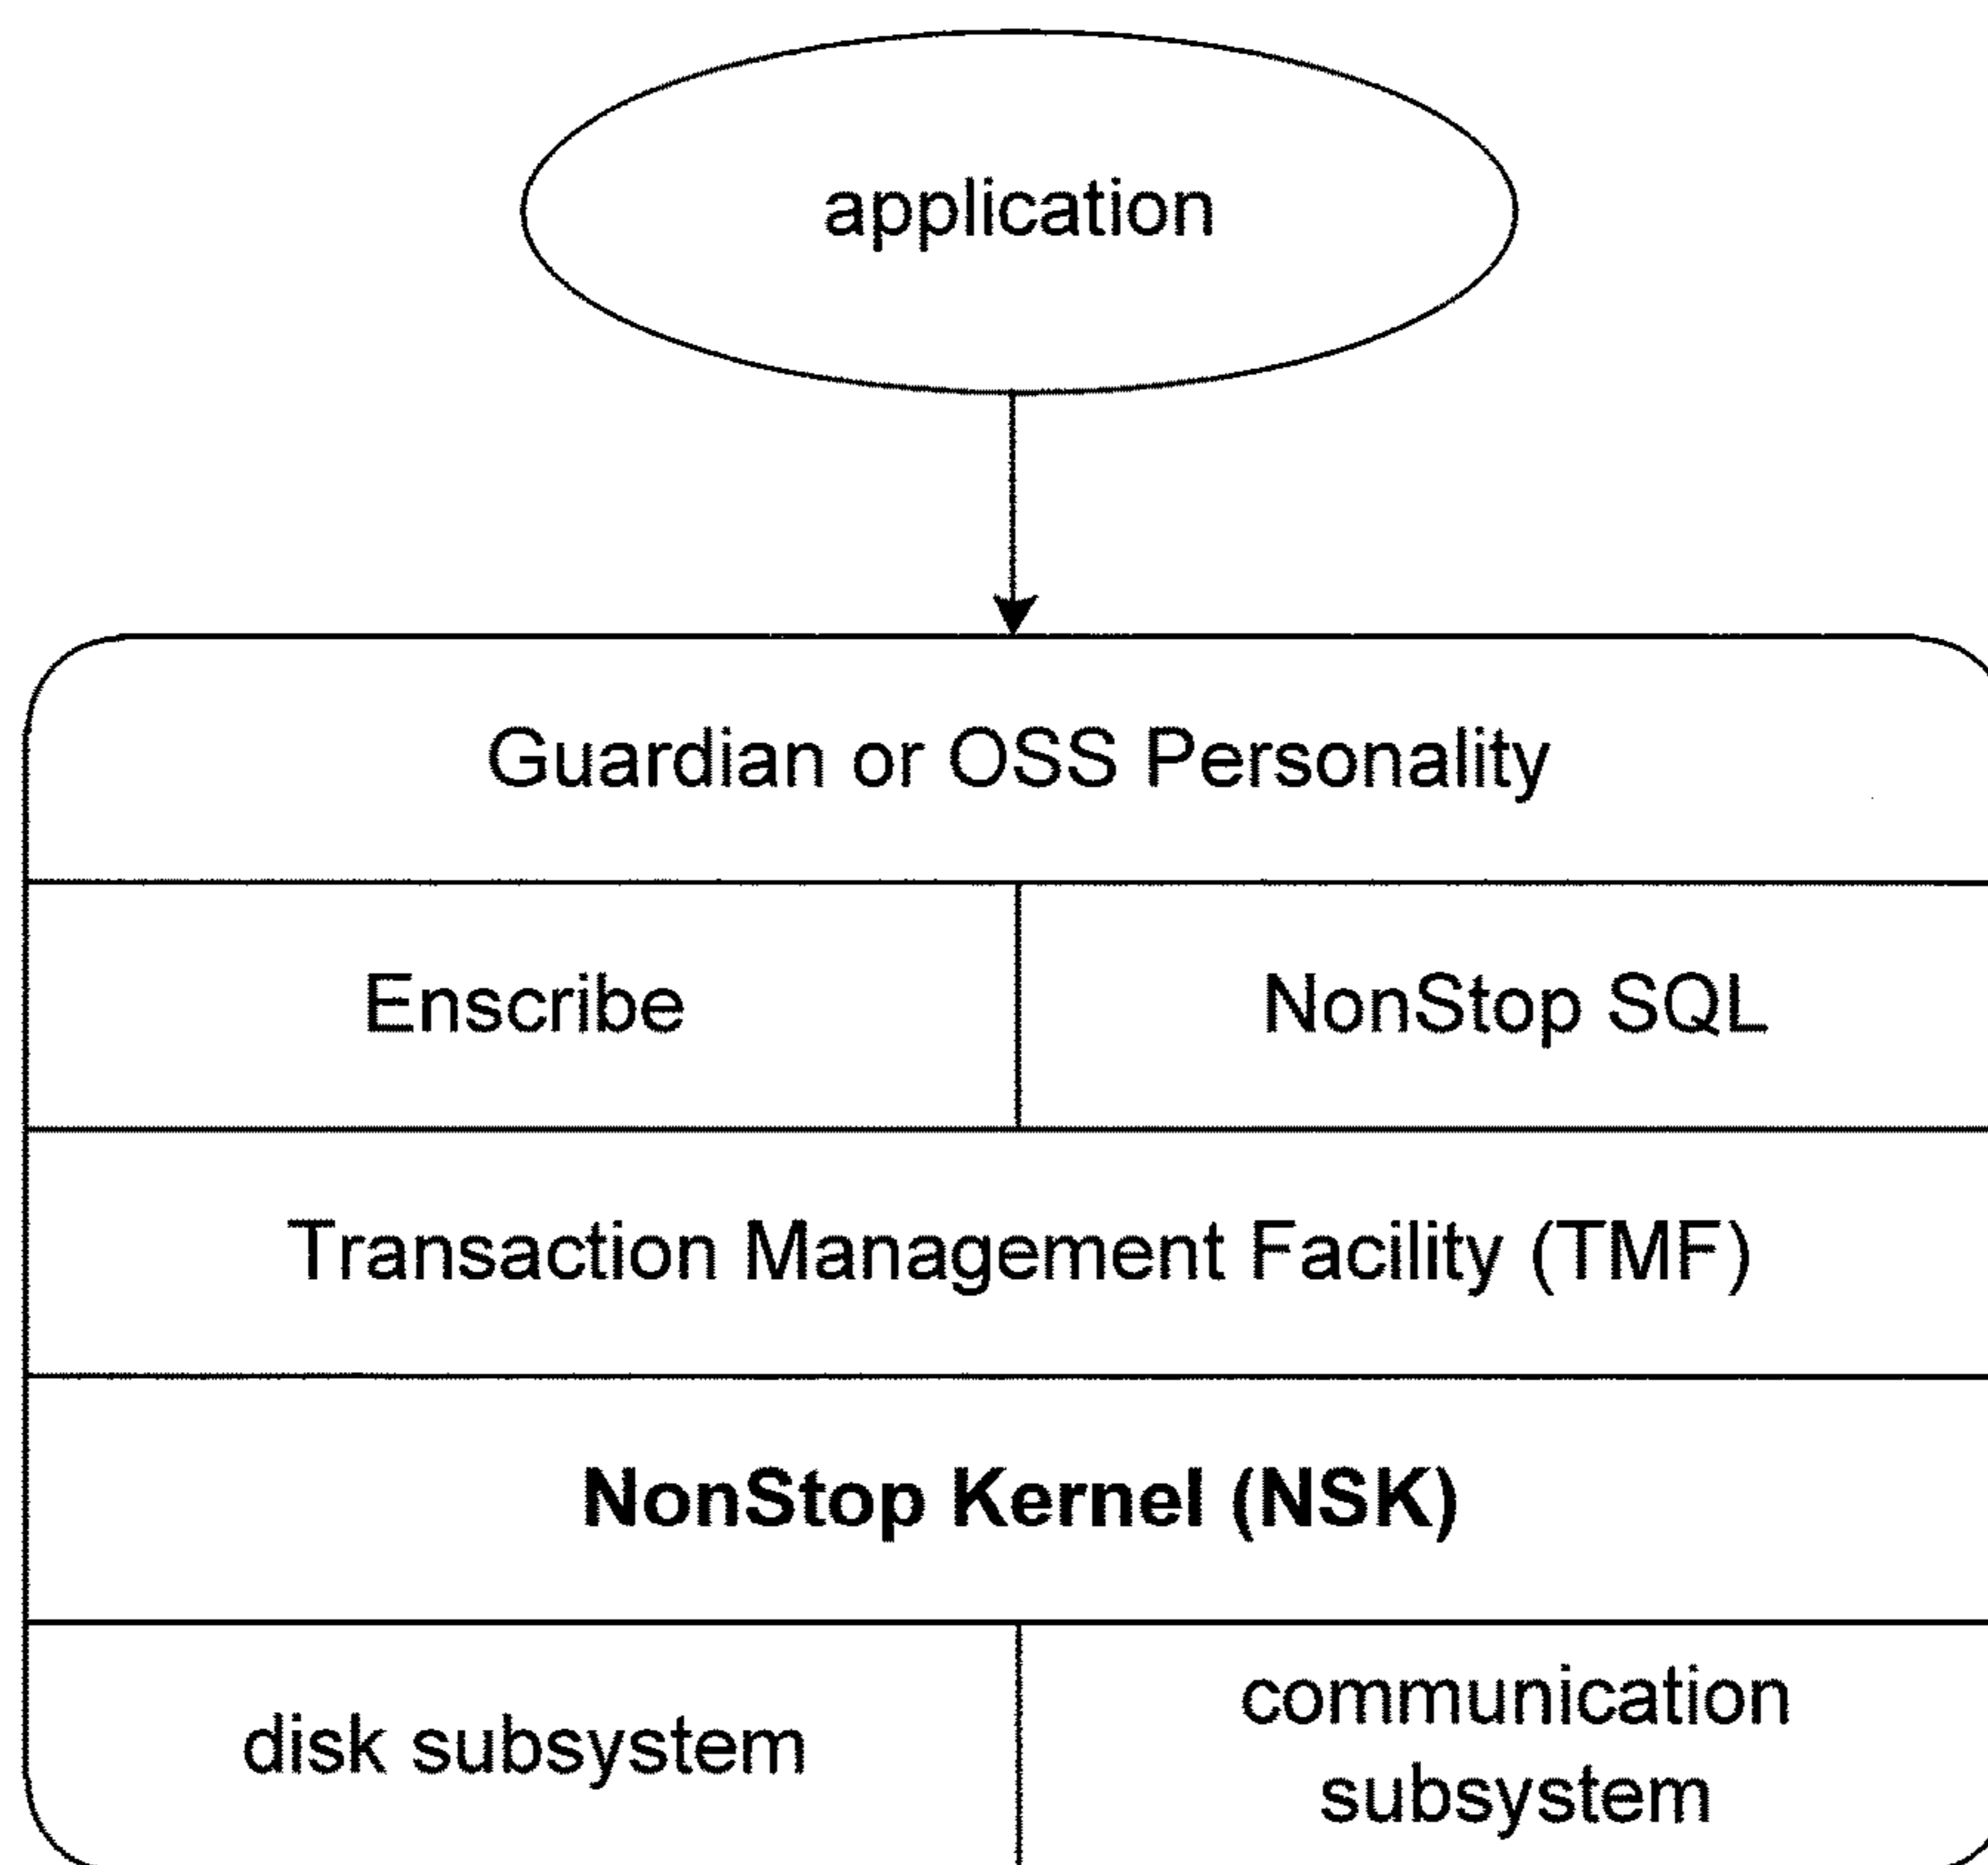 application
Guardian or OSS Personality
Enscribe
NonStop SQL
Transaction Management Facility (TMF)
NonStop Kernel (NSK)
disk subsystem
communication
subsystem